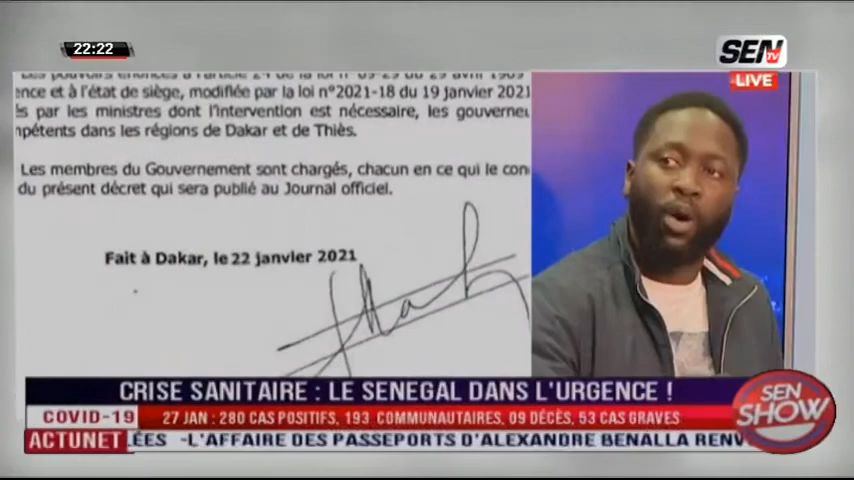 22:22
SEN TV
LIVE
ence et à l'état de siège, modifiée par la loi n°2021-18 du 19 janvier 2021
és par les ministres dont l'intervention est nécessaire, les gouverneu
mpétents dans les régions de Dakar et de Thiès.
Les membres du Gouvernement sont chargés, chacun en ce qui le con
du présent décret qui sera publié au Journal officiel.
Fait à Dakar, le 22 janvier 2021
CRISE SANITAIRE : LE SENEGAL DANS L'URGENCE !
COVID-19 27 JAN : 280 CAS POSITIFS, 193 COMMUNAUTAIRES, 09 DÉCÈS, 53 CAS GRAVES
ACTUNET ÉES -L'AFFAIRE DES PASSEPORTS D'ALEXANDRE BENALLA RENV
SEN SHOW